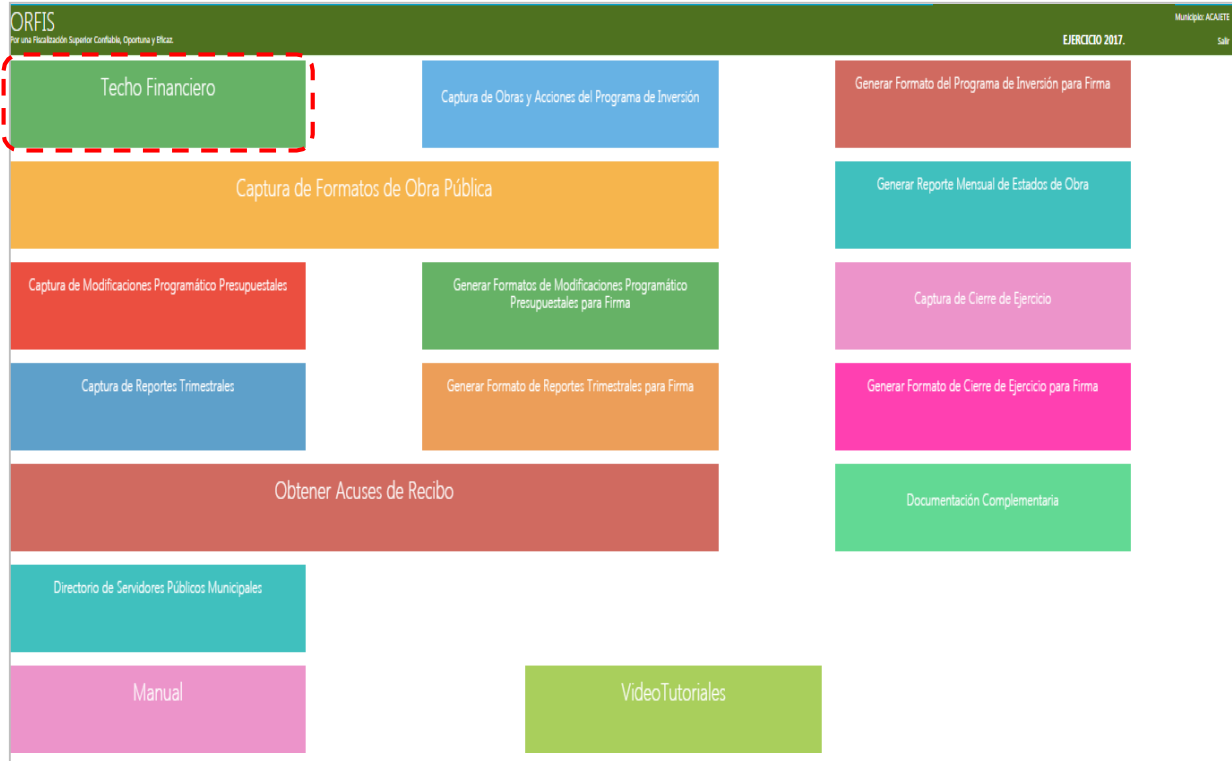 ORFIS
Por una Fiscalización Superior Confiable, Oportuna y Eficaz.
Municipio: ACAJETE
EJERCICIO 2017.
Salir
Techo Financiero
Captura de Obras y Acciones del Programa de Inversión
Generar Formato del Programa de Inversión para Firma
Captura de Formatos de Obra Pública
Generar Reporte Mensual de Estados de Obra
Captura de Modificaciones Programático Presupuestales
Generar Formatos de Modificaciones Programático
Presupuestales para Firma
Captura de Cierre de Ejercicio
Captura de Reportes Trimestrales
Generar Formato de Reportes Trimestrales para Firma
Generar Formato de Cierre de Ejercicio para Firma
Obtener Acuses de Recibo
Documentación Complementaria
Directorio de Servidores Públicos Municipales
Manual
VideoTutoriales